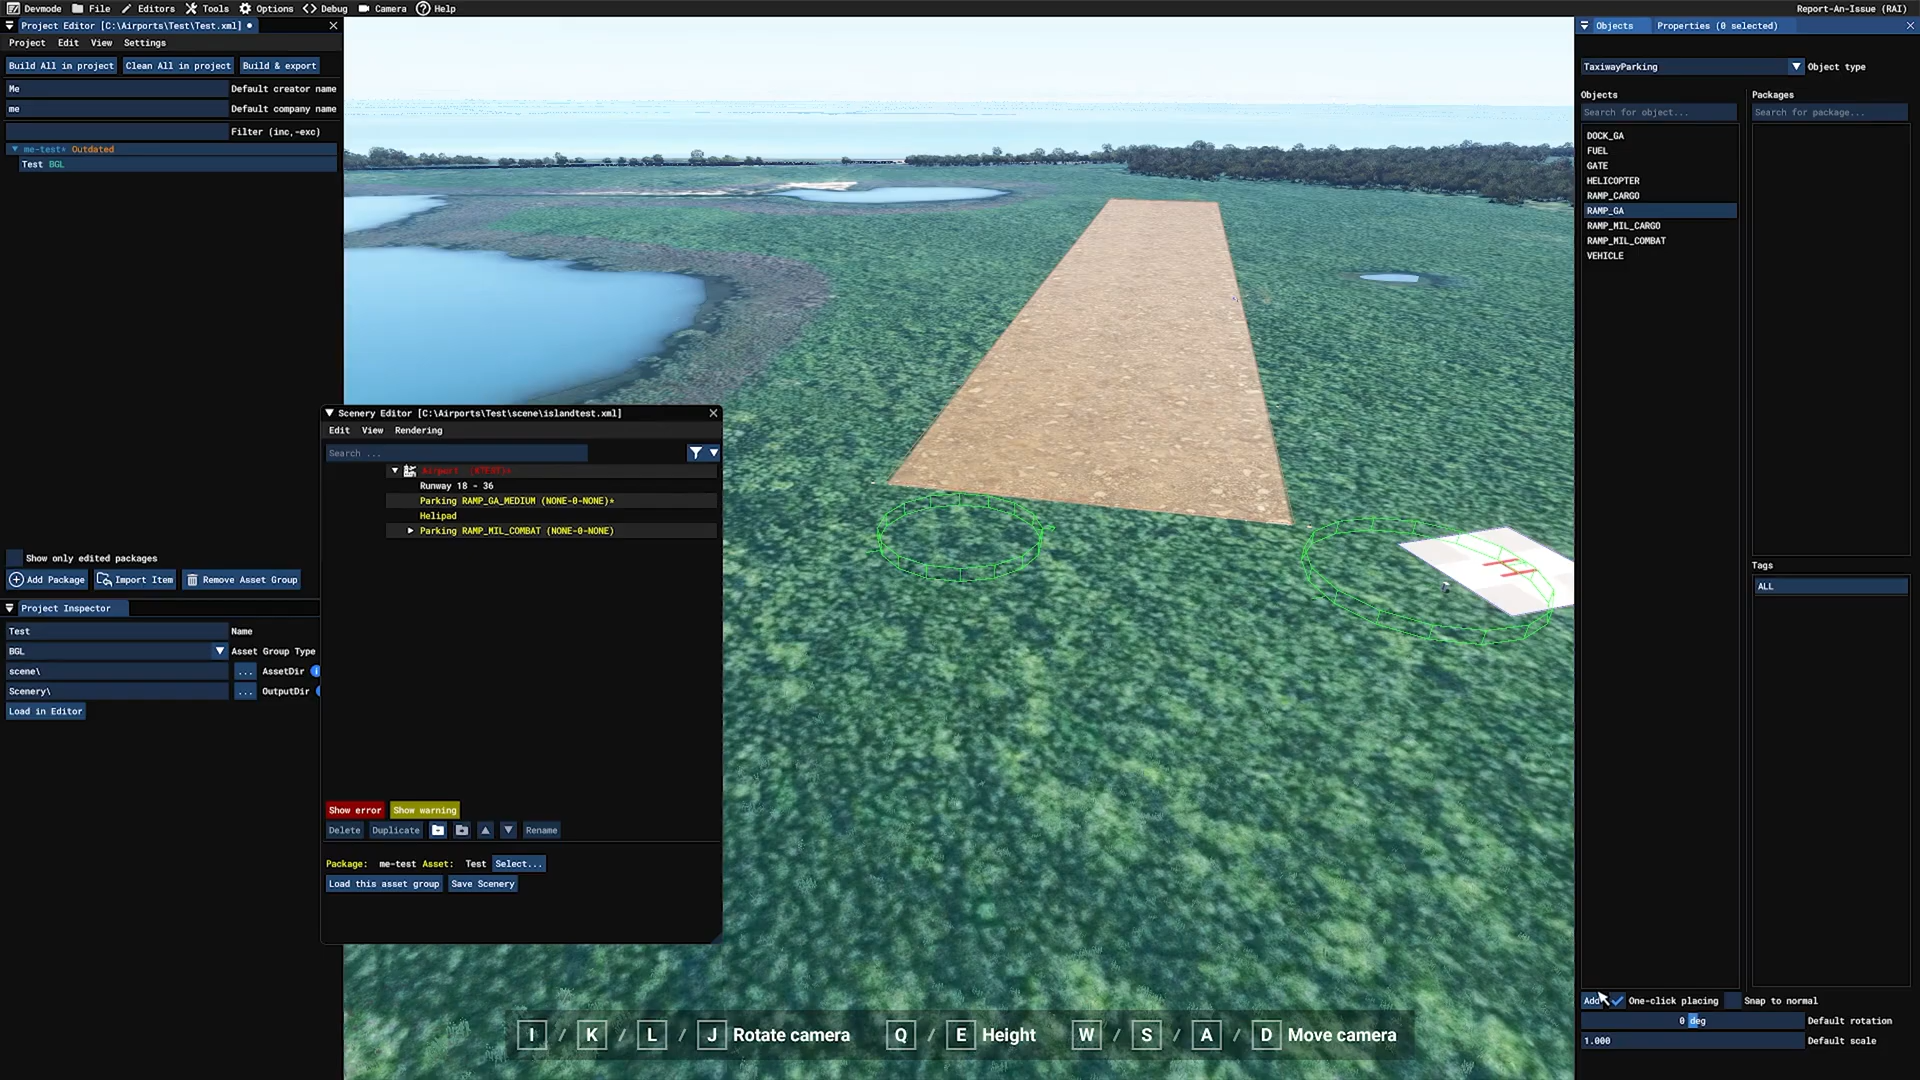 Devmode File Editors Tools Options Debug Camera Help Report-An-Issue (RAI)
Project Editor [C:\Airports\Test\Test.xml]
Project Edit View Settings
Build All in project Clean All in project Build & export
Me Default creator name
me Default company name
Filter (inc,-exc)
me-test* Outdated
Test BGL
Show only edited packages
Add Package Import Item Remove Asset Group
Project Inspector
Test Name
BGL Asset Group Type
scene\ ... AssetDir
Scenery\ ... OutputDir
Load in Editor
Scenery Editor [C:\Airports\Test\scene\islandtest.xml]
Edit View Rendering
Search ...
Runway 18 - 36
Parking RAMP_GA_MEDIUM (NONE-0-NONE)*
Helipad
Parking RAMP_MIL_COMBAT (NONE-0-NONE)
Show error Show warning
Delete Duplicate Rename
Package: me-test Asset: Test Select...
Load this asset group Save Scenery
H
I / K / L / J Rotate camera Q / E Height W / S / A / D Move camera
Objects Properties (0 selected)
TaxiwayParking Object type
Objects Packages
Search for object... Search for package...
DOCK_GA
FUEL
GATE
HELICOPTER
RAMP_CARGO
RAMP_GA
RAMP_MIL_CARGO
RAMP_MIL_COMBAT
VEHICLE
Tags
ALL
Add One-click placing Snap to normal
0 deg Default rotation
1.000 Default scale